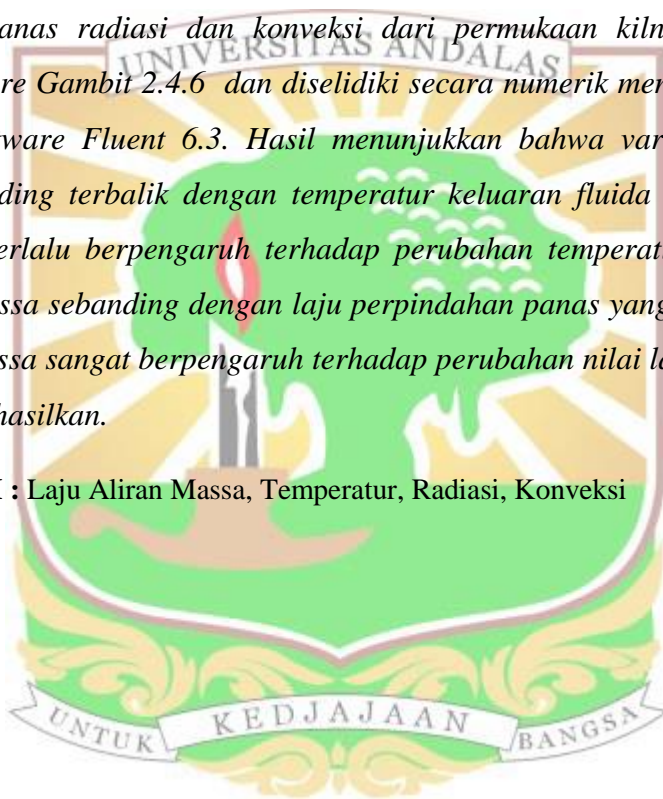 anas radiasi dan konveksi dari permukaan kiln
UNIVERSITAS ANDALAS
re Gambit 2.4.6 dan diselidiki secara numerik men
tware Fluent 6.3. Hasil menunjukkan bahwa var
ding terbalik dengan temperatur keluaran fluida
erlalu berpengaruh terhadap perubahan temperat
ssa sebanding dengan laju perpindahan panas yang
ssa sangat berpengaruh terhadap perubahan nilai la
hasilkan.
: Laju Aliran Massa, Temperatur, Radiasi, Konveksi
UNTUK KEDJAJAAN BANGSA